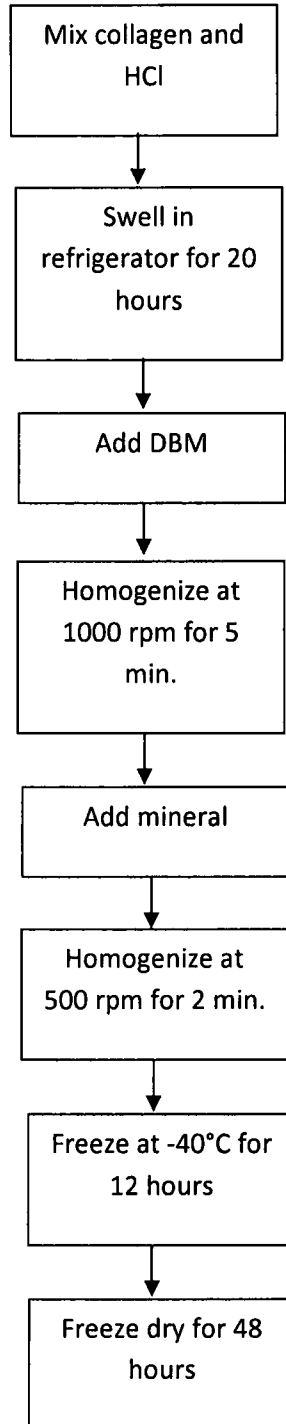 Mix collagen and
HCl
Swell in
refrigerator for 20
hours
Add DBM
Homogenize at
1000 rpm for 5
min.
Add mineral
Homogenize at
500 rpm for 2 min.
Freeze at -40°C for
12 hours
Freeze dry for 48
hours